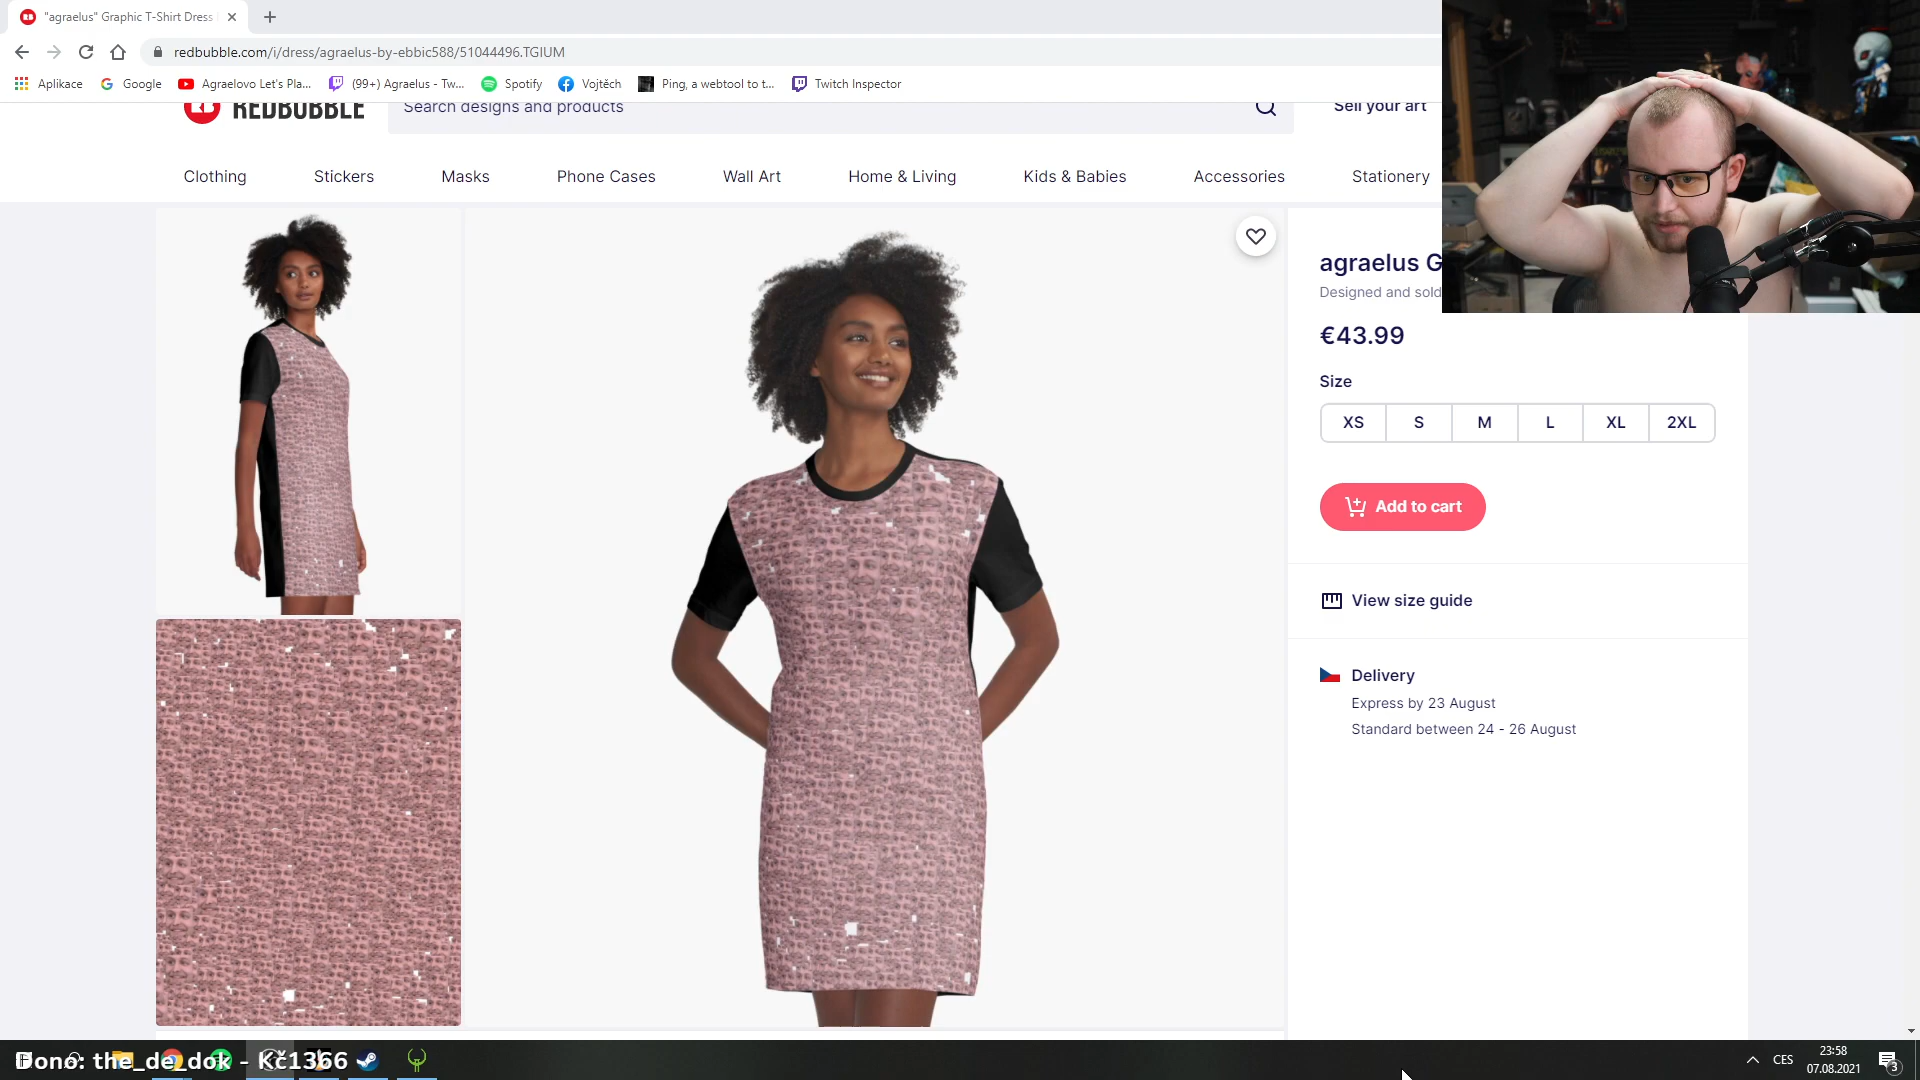 "agraelus" Graphic T-Shirt Dress
redbubble.com/i/dress/agraelus-by-ebbic588/51044496.TGIUM
Aplikace
Google
Agraelovo Let's Pla...
(99+) Agraelus - Tw...
Spotify
Vojtěch
Ping, a webtool to t...
Twitch Inspector
REDBUBBLE
Search designs and products
Sell your art
Clothing
Stickers
Masks
Phone Cases
Wall Art
Home & Living
Kids & Babies
Accessories
Stationery
agraelus G
Designed and sold
€43.99
Size
XS
S
M
L
XL
2XL
Add to cart
View size guide
Delivery
Express by 23 August
Standard between 24 - 26 August
Dono: the_de_dok - Kč1366
CES
23:58
07.08.2021
3